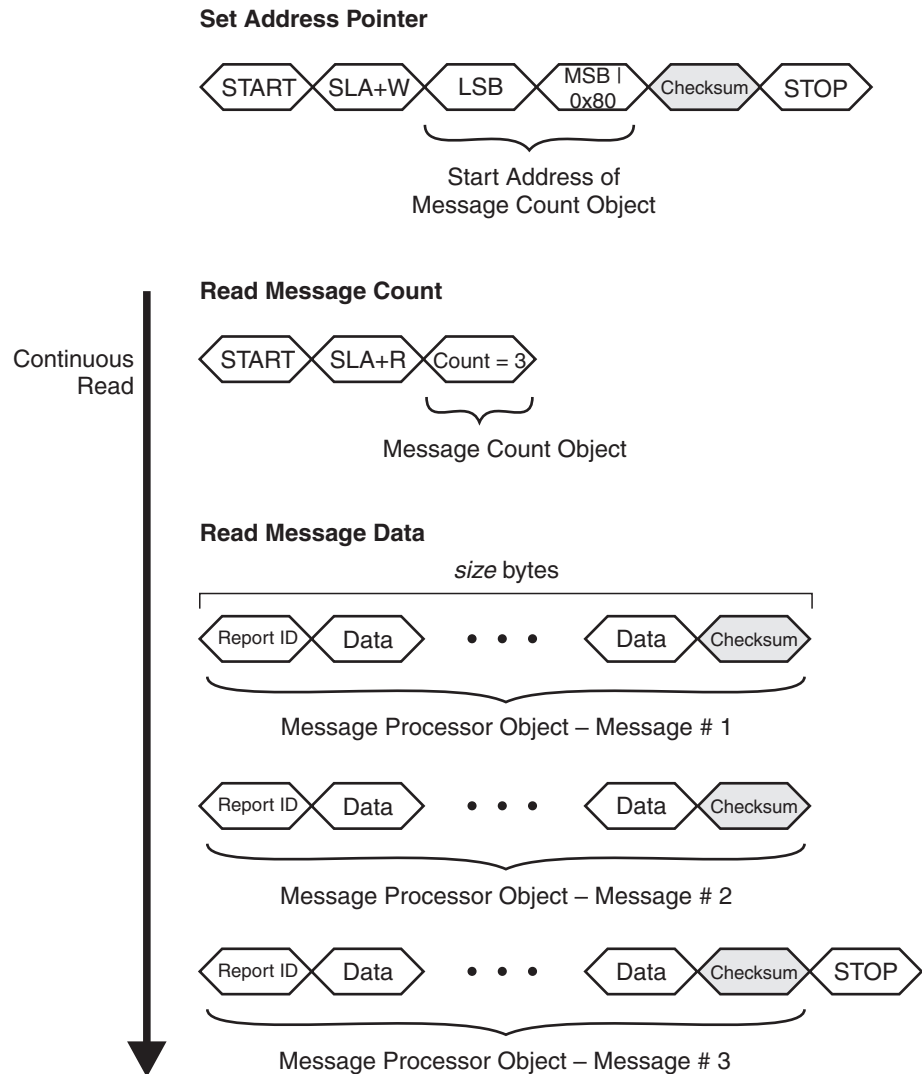 Set Address Pointer
START SLA+W LSB MSB | 0x80 Checksum STOP
Start Address of
Message Count Object
Read Message Count
Continuous
Read
START SLA+R Count = 3
Message Count Object
Read Message Data
size bytes
Report ID Data • • • Data Checksum
Message Processor Object – Message # 1
Report ID Data • • • Data Checksum
Message Processor Object – Message # 2
Report ID Data • • • Data Checksum STOP
Message Processor Object – Message # 3